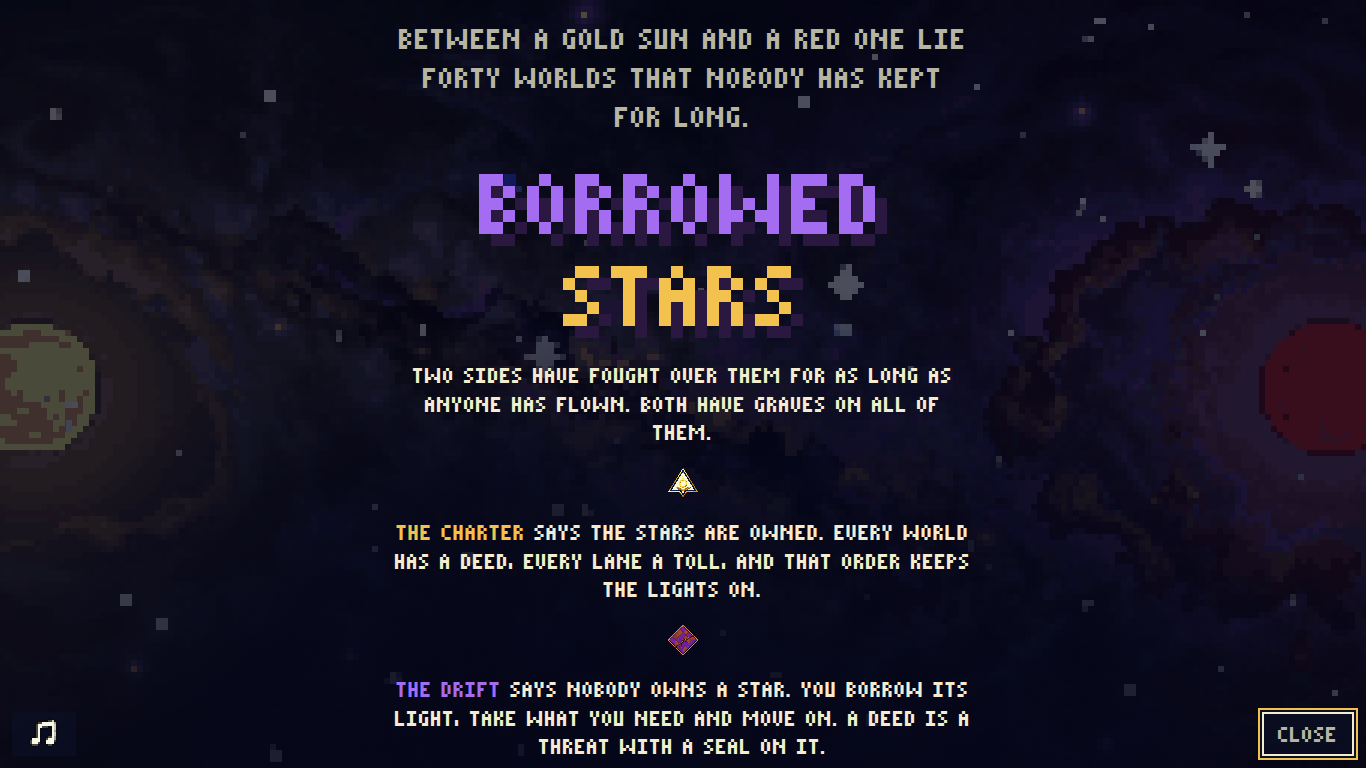 BETWEEN A GOLD SUN AND A RED ONE LIE
FORTY WORLDS THAT NOBODY HAS KEPT
FOR LONG.
BORROWED
STARS
TWO SIDES HAVE FOUGHT OVER THEM FOR AS LONG AS
ANYONE HAS FLOWN. BOTH HAVE GRAVES ON ALL OF
THEM.
THE CHARTER SAYS THE STARS ARE OWNED. EVERY WORLD
HAS A DEED, EVERY LANE A TOLL, AND THAT ORDER KEEPS
THE LIGHTS ON.
THE DRIFT SAYS NOBODY OWNS A STAR. YOU BORROW ITS
LIGHT, TAKE WHAT YOU NEED AND MOVE ON. A DEED IS A
THREAT WITH A SEAL ON IT.
CLOSE